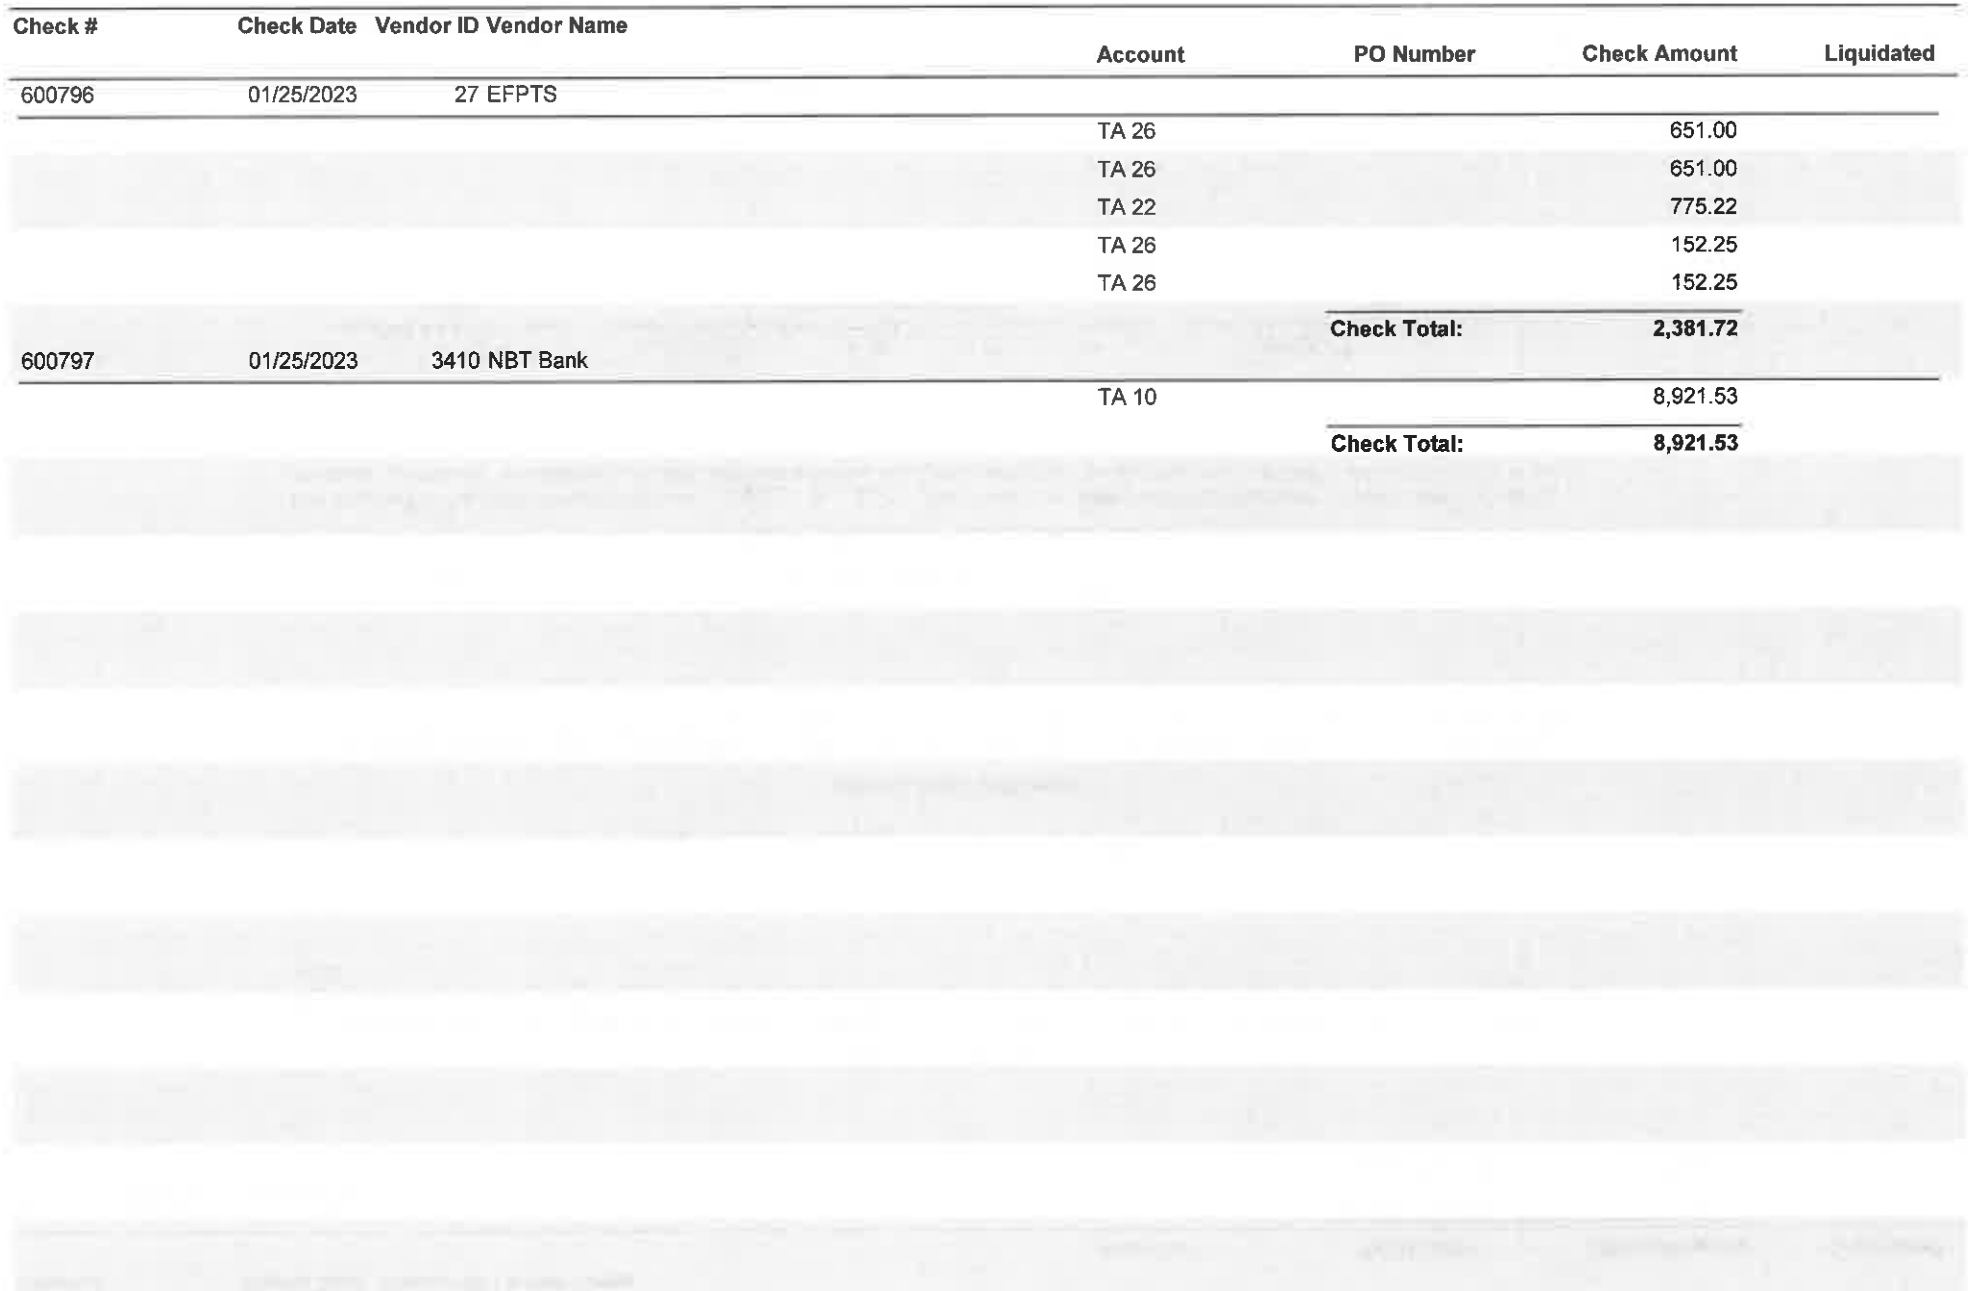 Check # Check Date Vendor ID Vendor Name
Account PO Number Check Amount Liquidated
600796 01/25/2023 27 EFPTS
TA 26 651.00
TA 26 651.00
TA 22 775.22
TA 26 152.25
TA 26 152.25
Check Total: 2,381.72
600797 01/25/2023 3410 NBT Bank
TA 10 8,921.53
Check Total: 8,921.53